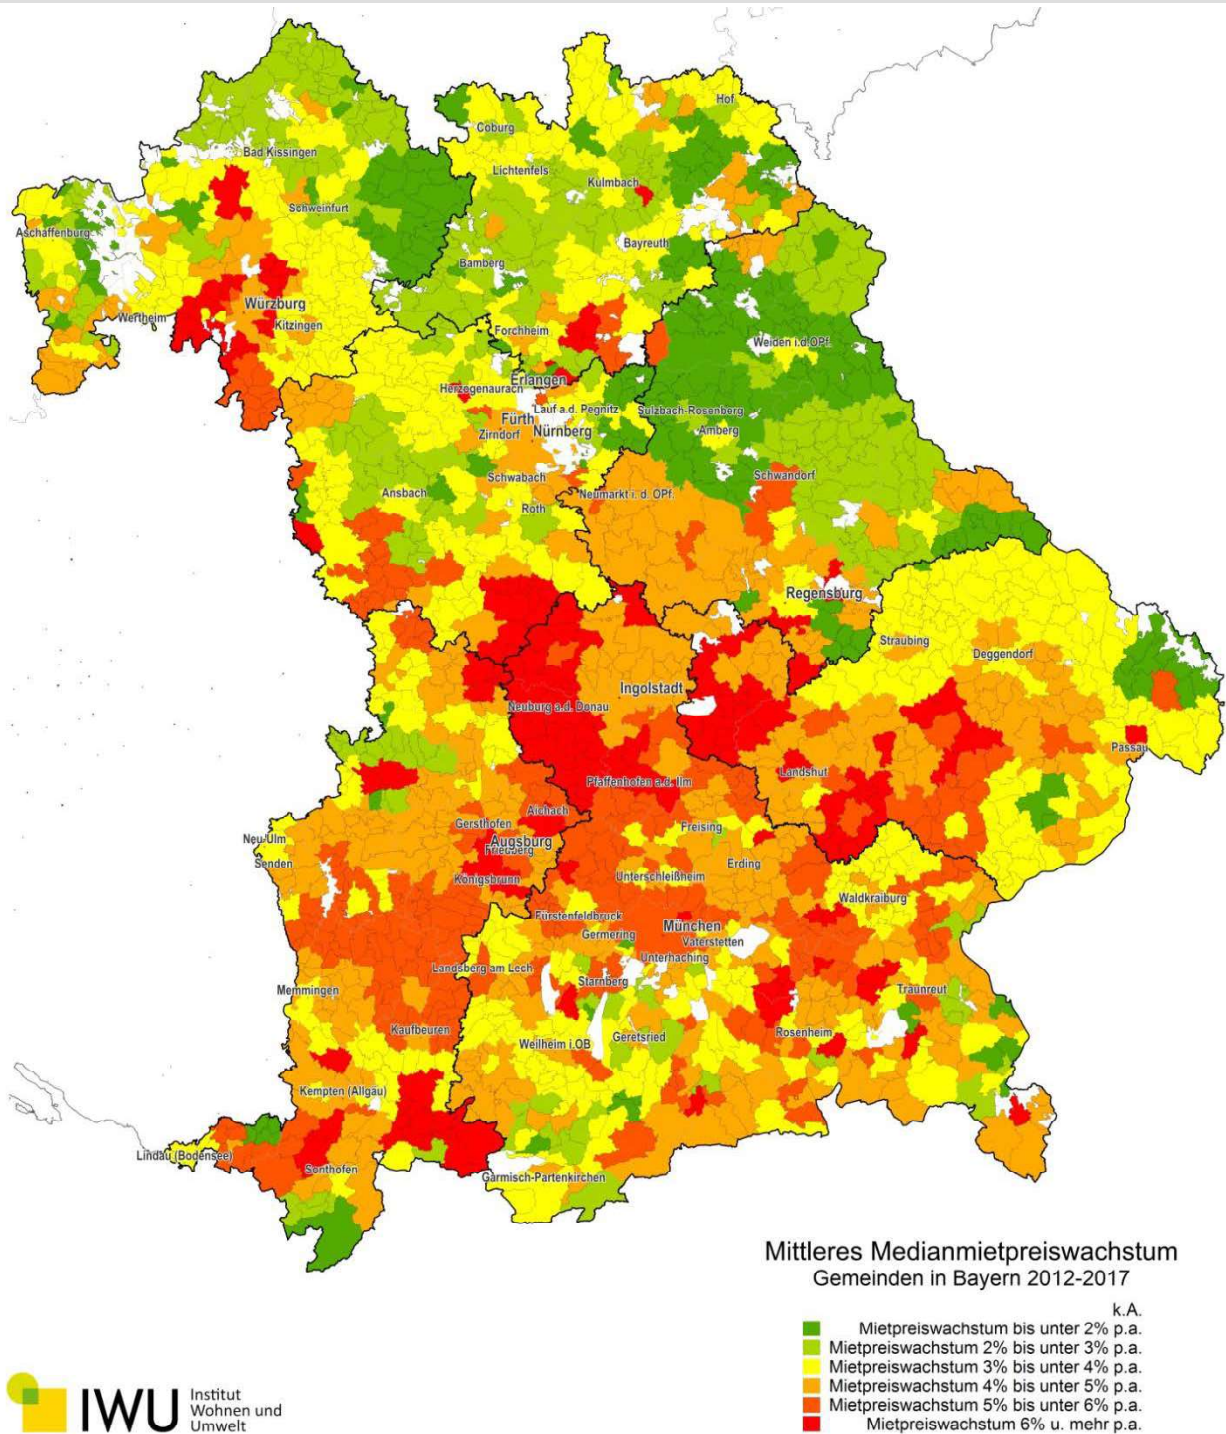 Hof
Coburg
Bad Kissingen
Lichtenfels
Kulmbach
Schweinfurt
Aschaffenburg
Bayreuth
Bamberg
Würzburg
Wertheim
Kitzingen
Forchheim
Weiden i.d.OPf.
Erlangen
Herzogenaurach
Lauf a.d. Pegnitz
Sulzbach-Rosenberg
Fürth
Zirndorf
Nürnberg
Amberg
Schwabach
Schwandorf
Ansbach
Neumarkt i. d. OPf.
Roth
Regensburg
Straubing
Deggendorf
Ingolstadt
Neuburg a.d. Donau
Passau
Landshut
Pfaffenhofen a.d. Ilm
Aichach
Gersthofen
Freising
Neu-Ulm
Augsburg
Friedberg
Senden
Erding
Königsbrunn
Unterschleißheim
Waldkraiburg
Fürstenfeldbruck
München
Germering
Vaterstetten
Unterhaching
Landsberg am Lech
Starnberg
Memmingen
Traunreut
Kaufbeuren
Rosenheim
Weilheim i.OB
Geretsried
Kempten (Allgäu)
Lindau (Bodensee)
Sonthofen
Garmisch-Partenkirchen
Mittleres Medianmietpreiswachstum
Gemeinden in Bayern 2012-2017
k.A.
Mietpreiswachstum bis unter 2% p.a.
Mietpreiswachstum 2% bis unter 3% p.a.
Mietpreiswachstum 3% bis unter 4% p.a.
Mietpreiswachstum 4% bis unter 5% p.a.
Mietpreiswachstum 5% bis unter 6% p.a.
Mietpreiswachstum 6% u. mehr p.a.
IWU
Institut
Wohnen und
Umwelt